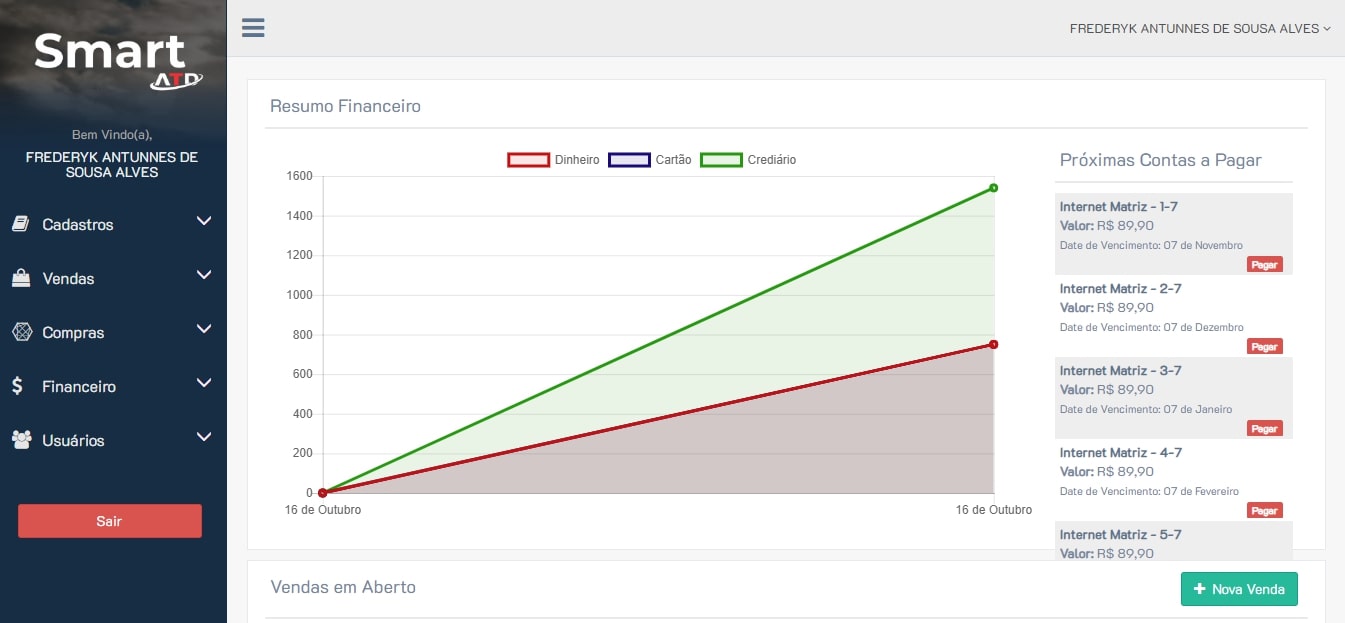 Smart
ATD
Bem Vindo(a),
FREDERYK ANTUNNES DE
SOUSA ALVES
Cadastros
Vendas
Compras
Financeiro
Usuários
Sair
FREDERYK ANTUNNES DE SOUSA ALVES
Resumo Financeiro
Dinheiro Cartão Crediário
1600
1400
1200
1000
800
600
400
200
0
16 de Outubro 16 de Outubro
Próximas Contas a Pagar
Internet Matriz - 1-7
Valor: R$ 89,90
Date de Vencimento: 07 de Novembro
Pagar
Internet Matriz - 2-7
Valor: R$ 89,90
Date de Vencimento: 07 de Dezembro
Pagar
Internet Matriz - 3-7
Valor: R$ 89,90
Date de Vencimento: 07 de Janeiro
Pagar
Internet Matriz - 4-7
Valor: R$ 89,90
Date de Vencimento: 07 de Fevereiro
Pagar
Internet Matriz - 5-7
Valor: R$ 89,90
Vendas em Aberto
Nova Venda